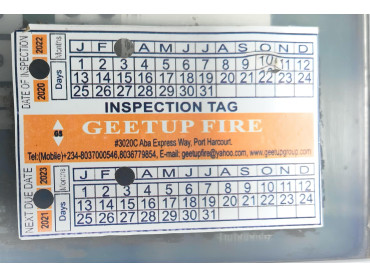 DATE OF INSPECTION 2020 2022
Days Months
J F A M J J A S O N D
1 2 3 4 5 6 7 8 9 10 12
13 14 15 16 17 18 19 20 21 22 23 24
25 26 27 28 29 30 31
INSPECTION TAG
GS
GEETUP FIRE
#3020C Aba Express Way, Port Harcourt.
Tel:(Mobile)+234-8037000546,8036779854, E-mail: geetupfire@yahoo.com, www.geetupgroup.com
NEXT DUE DATE 2021 2023
Days Months
J F A M J J A S O N D
1 2 3 4 5 6 7 8 9 10 11 12
13 14 15 16 17 18 19 20 21 22 23 24
25 26 27 28 29 30 31